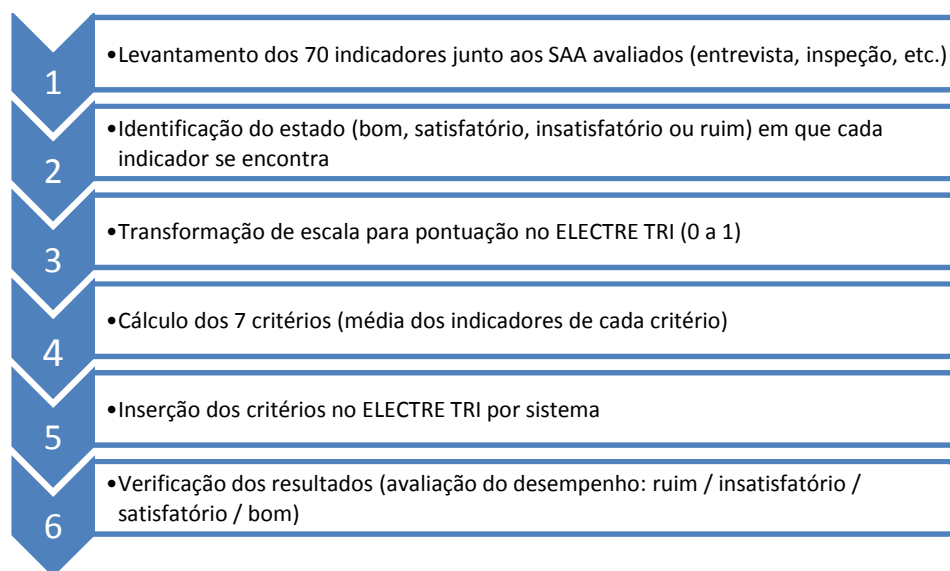 1
•Levantamento dos 70 indicadores junto aos SAA avaliados (entrevista, inspeção, etc.)
2
•Identificação do estado (bom, satisfatório, insatisfatório ou ruim) em que cada
indicador se encontra
3
•Transformação de escala para pontuação no ELECTRE TRI (0 a 1)
4
•Cálculo dos 7 critérios (média dos indicadores de cada critério)
5
•Inserção dos critérios no ELECTRE TRI por sistema
6
•Verificação dos resultados (avaliação do desempenho: ruim / insatisfatório /
satisfatório / bom)